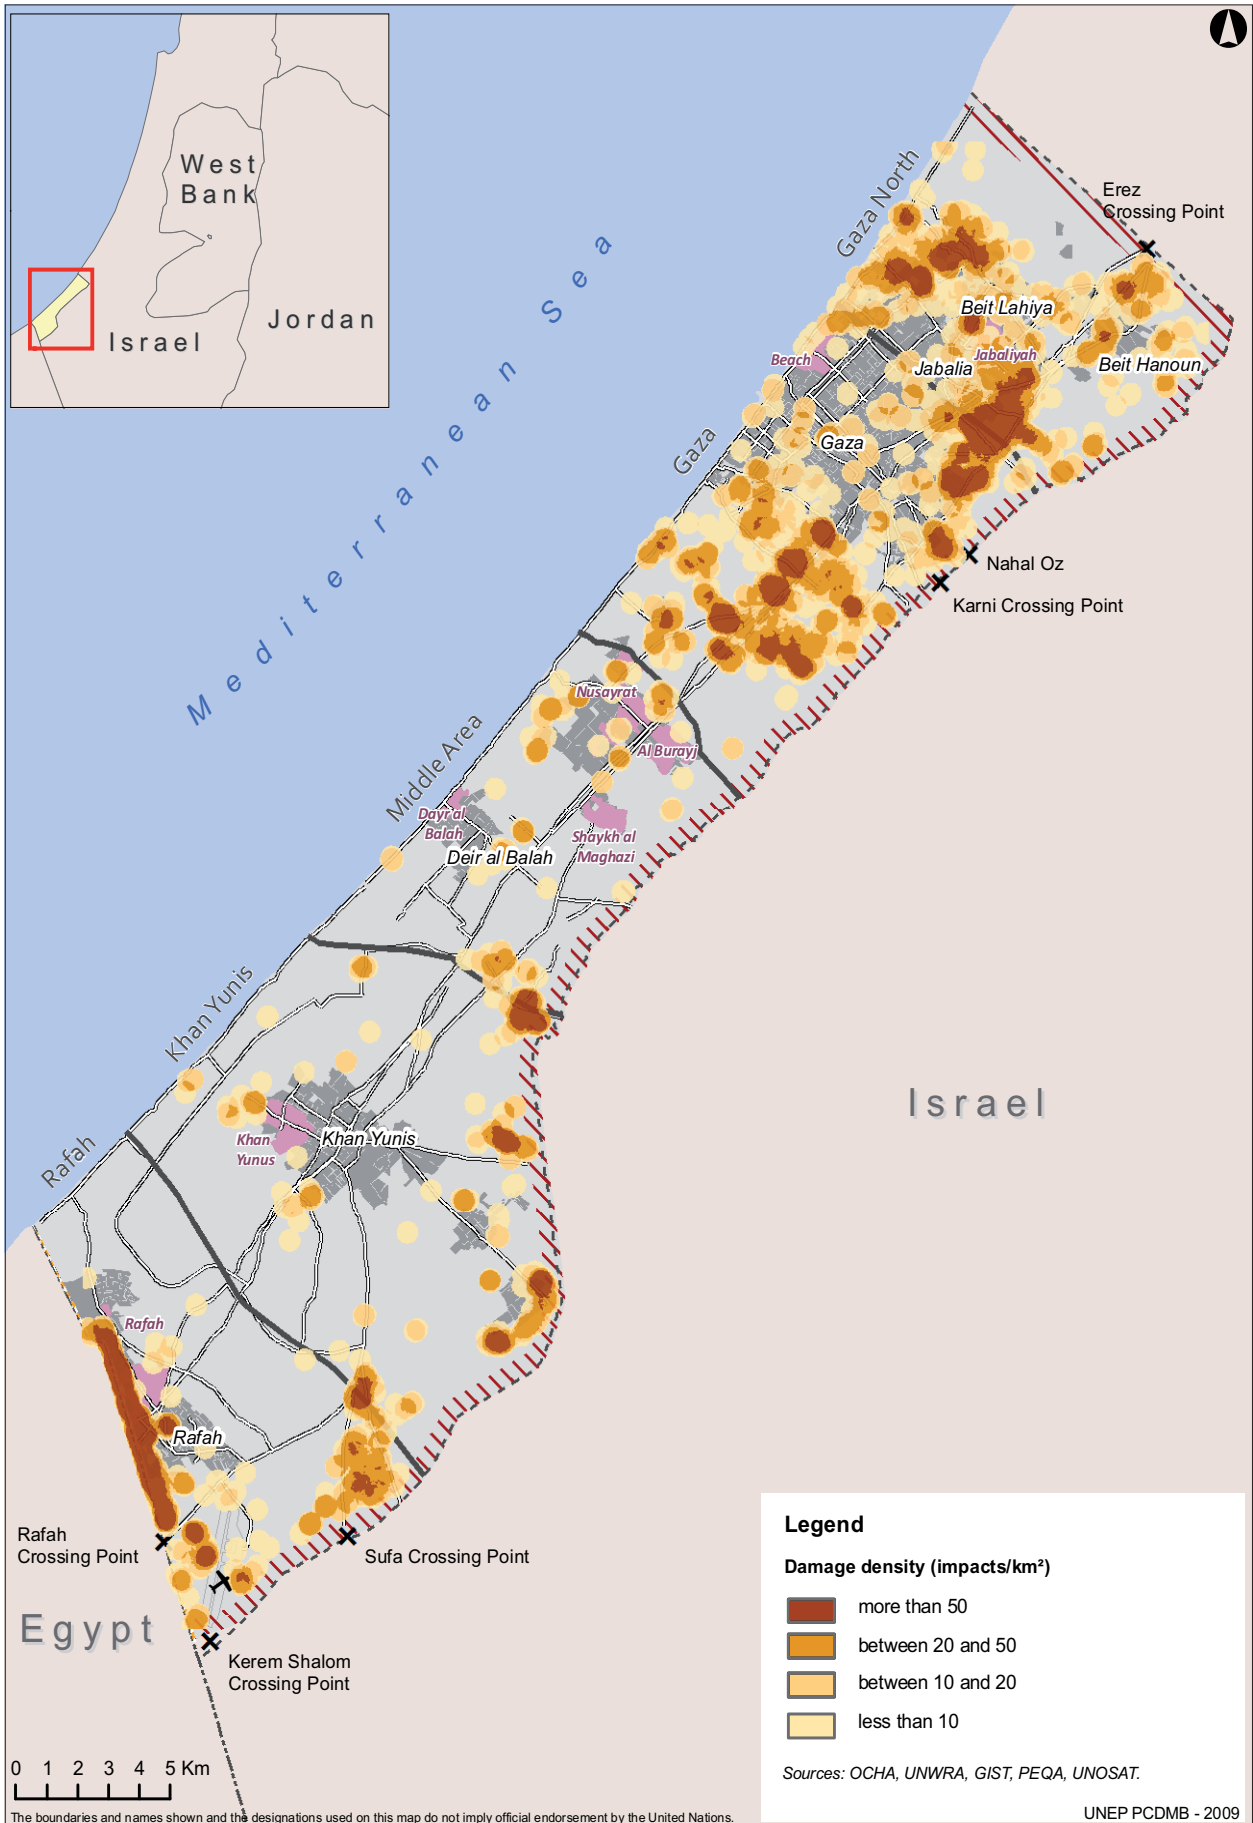 West
Bank
Israel
Jordan
Mediterranean Sea
Gaza North
Erez
Crossing Point
Beit Lahiya
Beach
Jabalia
Jabaliyah
Beit Hanoun
Gaza
Gaza
Nahal Oz
Karni Crossing Point
Nusayrat
Al Burayj
Middle Area
Dayr al
Balah
Shaykh al
Maghazi
Deir al Balah
Khan Yunis
Israel
Khan
Yunus
Khan Yunis
Rafah
Rafah
Rafah
Rafah
Crossing Point
Sufa Crossing Point
Egypt
Kerem Shalom
Crossing Point
Legend
Damage density (impacts/km²)
more than 50
between 20 and 50
between 10 and 20
less than 10
Sources: OCHA, UNWRA, GIST, PEQA, UNOSAT.
0 1 2 3 4 5 Km
The boundaries and names shown and the designations used on this map do not imply official endorsement by the United Nations.
UNEP PCDMB - 2009